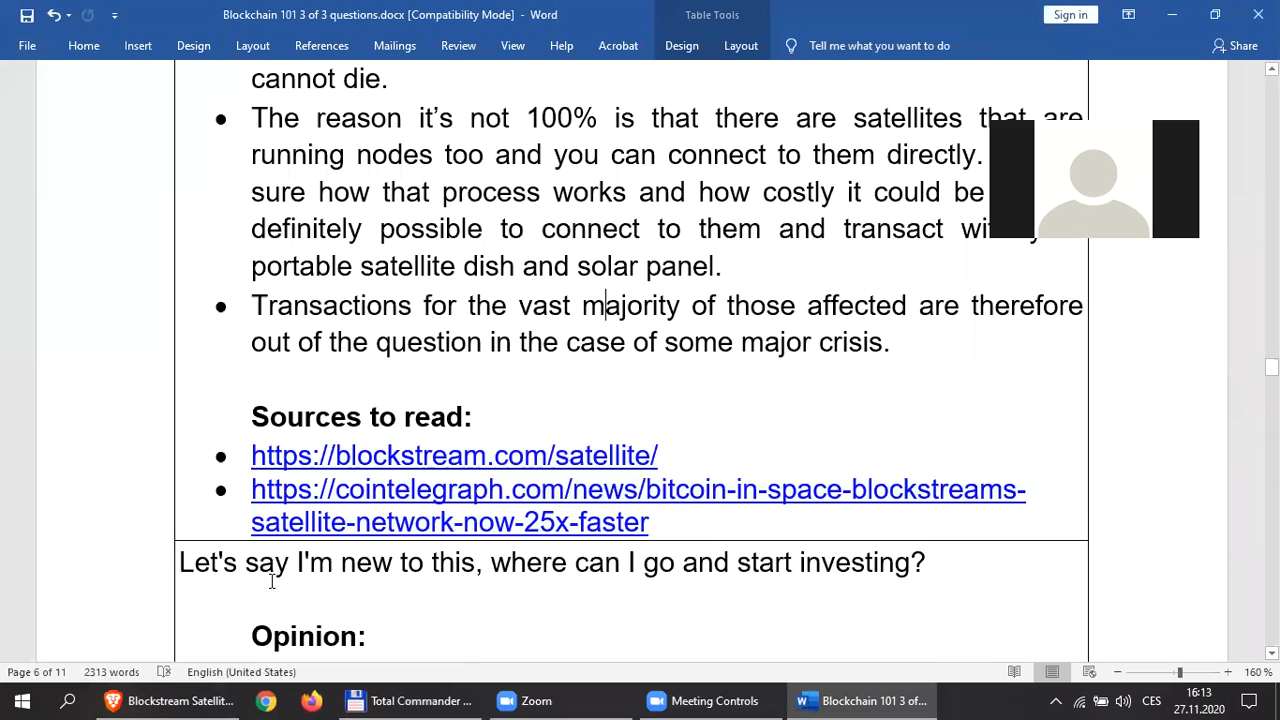 Blockchain 101 3 of 3 questions.docx [Compatibility Mode] - Word
Table Tools
Sign in
File Home Insert Design Layout References Mailings Review View Help Acrobat Design Layout Tell me what you want to do Share
cannot die.
• The reason it’s not 100% is that there are satellites that are
running nodes too and you can connect to them directly.
sure how that process works and how costly it could be
definitely possible to connect to them and transact
portable satellite dish and solar panel.
• Transactions for the vast majority of those affected are therefore
out of the question in the case of some major crisis.
Sources to read:
• https://blockstream.com/satellite/
• https://cointelegraph.com/news/bitcoin-in-space-blockstreams-
satellite-network-now-25x-faster
Let's say I'm new to this, where can I go and start investing?
Opinion:
Page 6 of 11 2313 words English (United States) 160 %
Blockstream Satellit... Total Commander ... Zoom Meeting Controls Blockchain 101 3 of... CES 16:13
27.11.2020